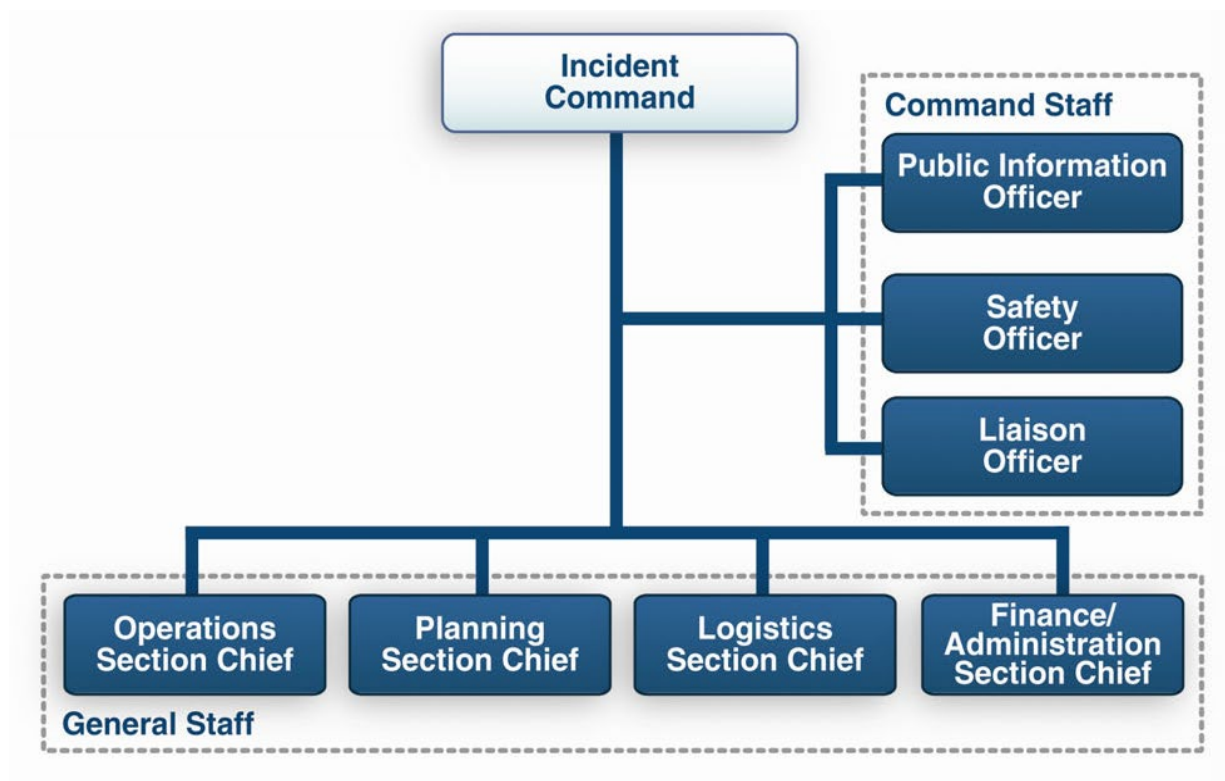 Incident
Command
Command Staff
Public Information
Officer
Safety
Officer
Liaison
Officer
Operations
Section Chief
Planning
Section Chief
Logistics
Section Chief
Finance/
Administration
Section Chief
General Staff